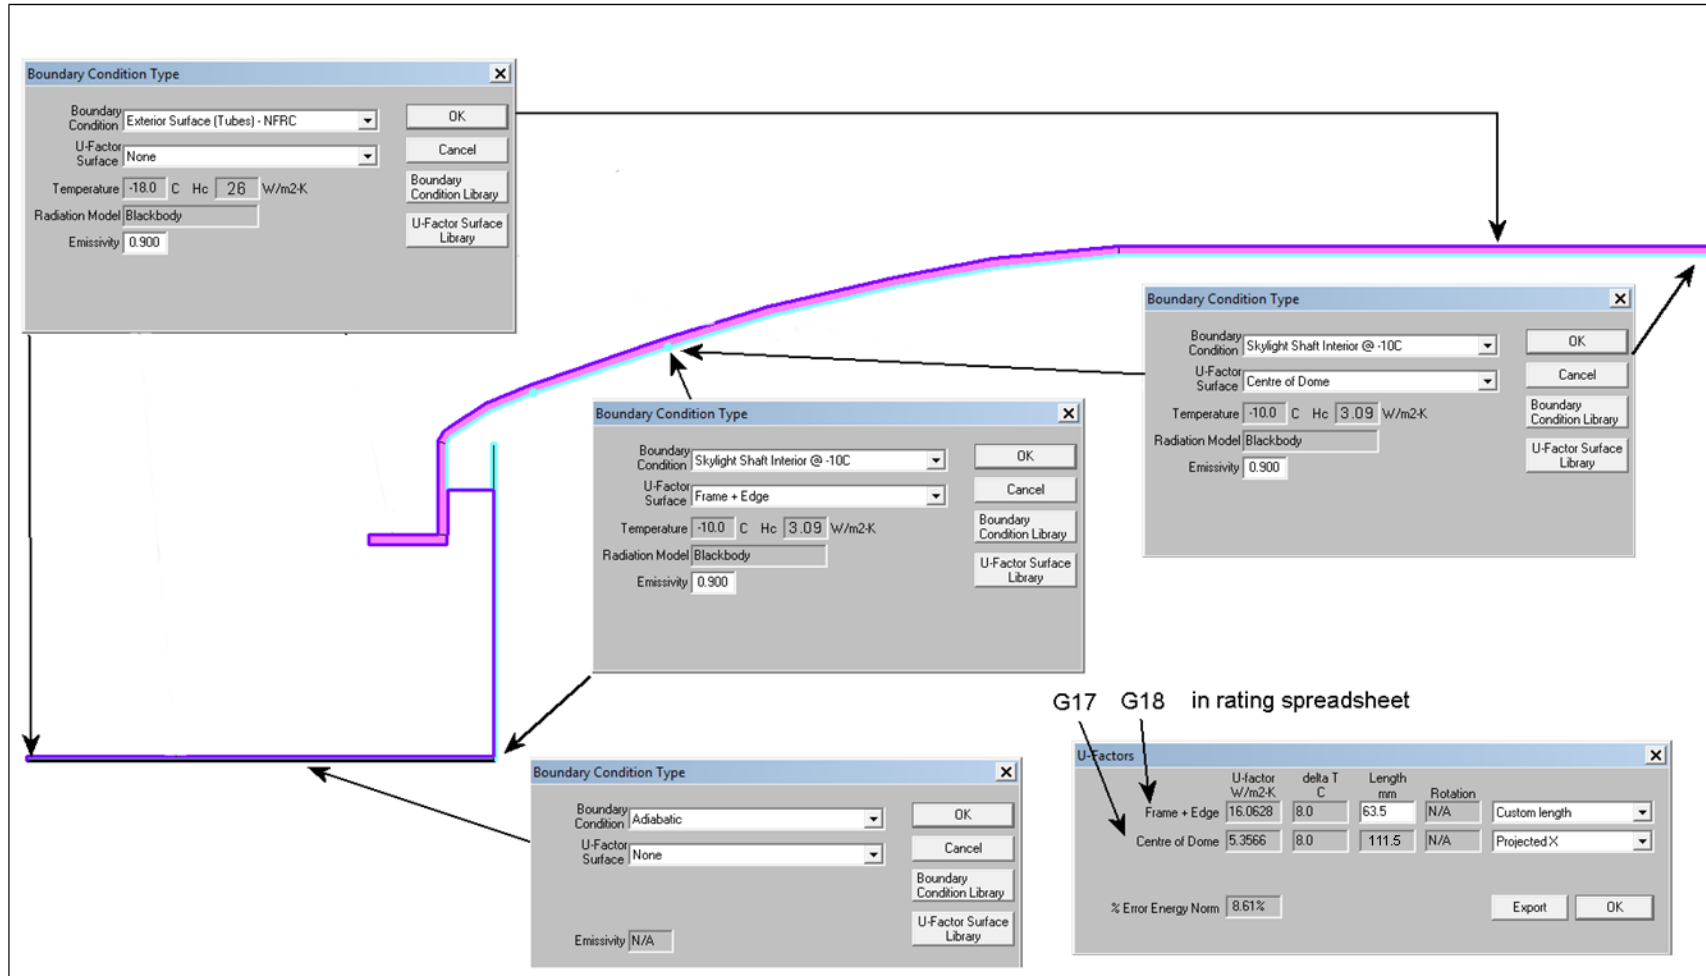 Boundary Condition Type
Boundary Condition Exterior Surface (Tubes) - NFRC OK
U-Factor Surface None Cancel
Temperature -18.0 C Hc 26 W/m2-K Boundary Condition Library
Radiation Model Blackbody
Emissivity 0.900 U-Factor Surface Library
Boundary Condition Type
Boundary Condition Skylight Shaft Interior @ -10C OK
U-Factor Surface Centre of Dome Cancel
Temperature -10.0 C Hc 3.09 W/m2-K Boundary Condition Library
Radiation Model Blackbody
Emissivity 0.900 U-Factor Surface Library
Boundary Condition Type
Boundary Condition Skylight Shaft Interior @ -10C OK
U-Factor Surface Frame + Edge Cancel
Temperature -10.0 C Hc 3.09 W/m2-K Boundary Condition Library
Radiation Model Blackbody
Emissivity 0.900 U-Factor Surface Library
G17 G18 in rating spreadsheet
Boundary Condition Type
Boundary Condition Adiabatic OK
U-Factor Surface None Cancel
Boundary Condition Library
Emissivity N/A U-Factor Surface Library
U-Factors
U-factor delta T Length
W/m2-K C mm Rotation
Frame + Edge 16.0628 8.0 63.5 N/A Custom length
Centre of Dome 5.3566 8.0 111.5 N/A Projected X
% Error Energy Norm 8.61% Export OK